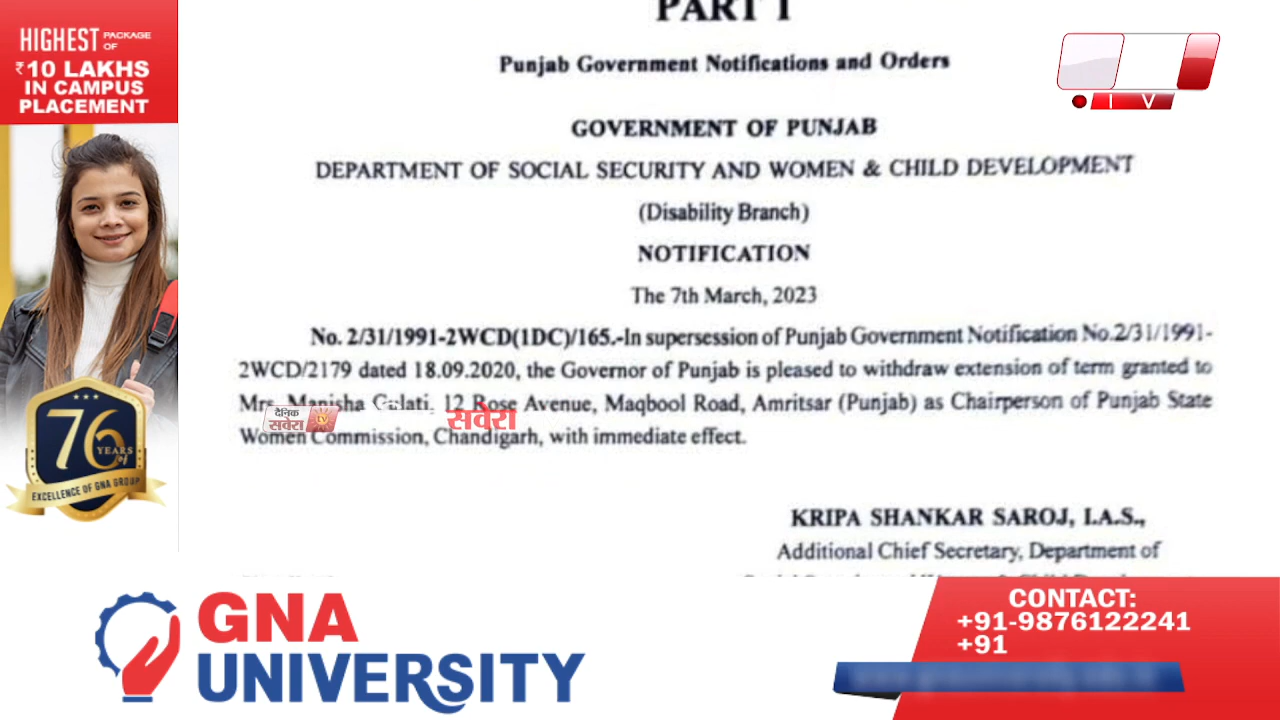 HIGHEST PACKAGE OF
₹10 LAKHS
IN CAMPUS
PLACEMENT
76
YEARS of
EXCELLENCE OF GNA GROUP
PART I
Punjab Government Notifications and Orders
GOVERNMENT OF PUNJAB
DEPARTMENT OF SOCIAL SECURITY AND WOMEN & CHILD DEVELOPMENT
(Disability Branch)
NOTIFICATION
The 7th March, 2023
No. 2/31/1991-2WCD(1DC)/165.-In supersession of Punjab Government Notification No.2/31/1991-
2WCD/2179 dated 18.09.2020, the Governor of Punjab is pleased to withdraw extension of term granted to
Mrs. Manisha Gulati, 12 Rose Avenue, Maqbool Road, Amritsar (Punjab) as Chairperson of Punjab State
Women Commission, Chandigarh, with immediate effect.
दैनिक
सवेरा
TV
सवेरा
KRIPA SHANKAR SAROJ, I.A.S.,
Additional Chief Secretary, Department of
GNA
UNIVERSITY
CONTACT:
+91-9876122241
+91